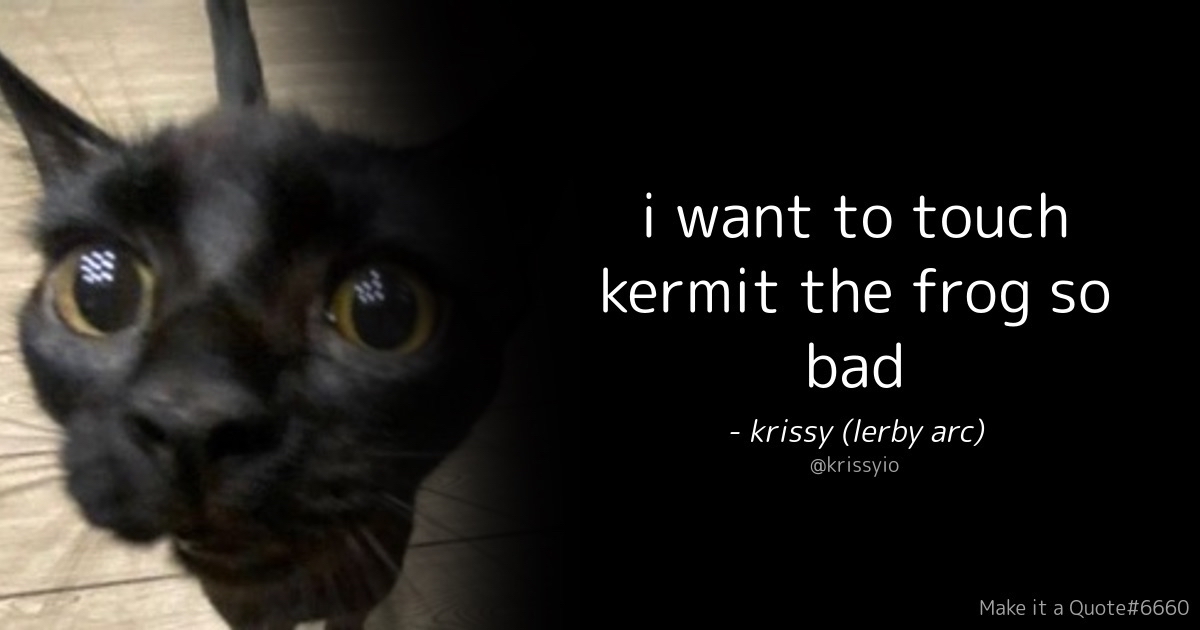 i want to touch
kermit the frog so
bad
- krissy (lerby arc)
@krissyio
Make it a Quote#6660